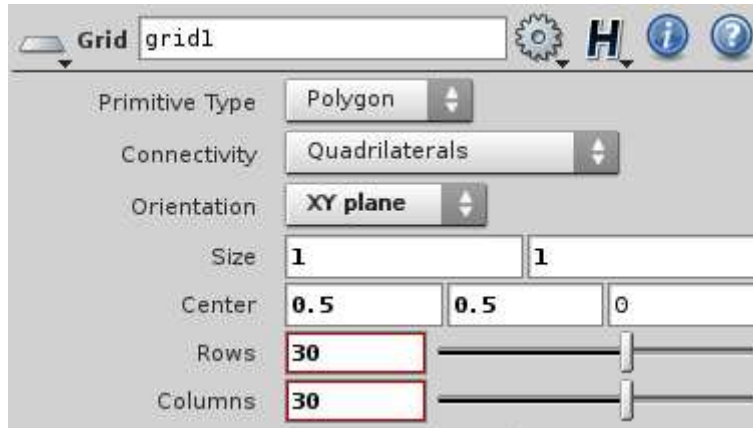 Grid grid1 H i ?
Primitive Type Polygon
Connectivity Quadrilaterals
Orientation XY plane
Size 1 1
Center 0.5 0.5 0
Rows 30
Columns 30